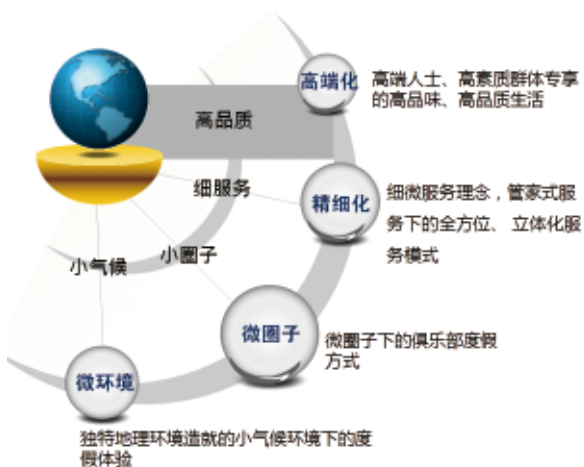 高端化
高端人士、高素质群体专享
的高品味、高品质生活
高品质
细服务
精细化
细微服务理念，管家式服
务下的全方位、立体化服
务模式
小圈子
小气候
微圈子
微圈子下的俱乐部度假
方式
微环境
独特地理环境造就的小气候环境下的度
假体验